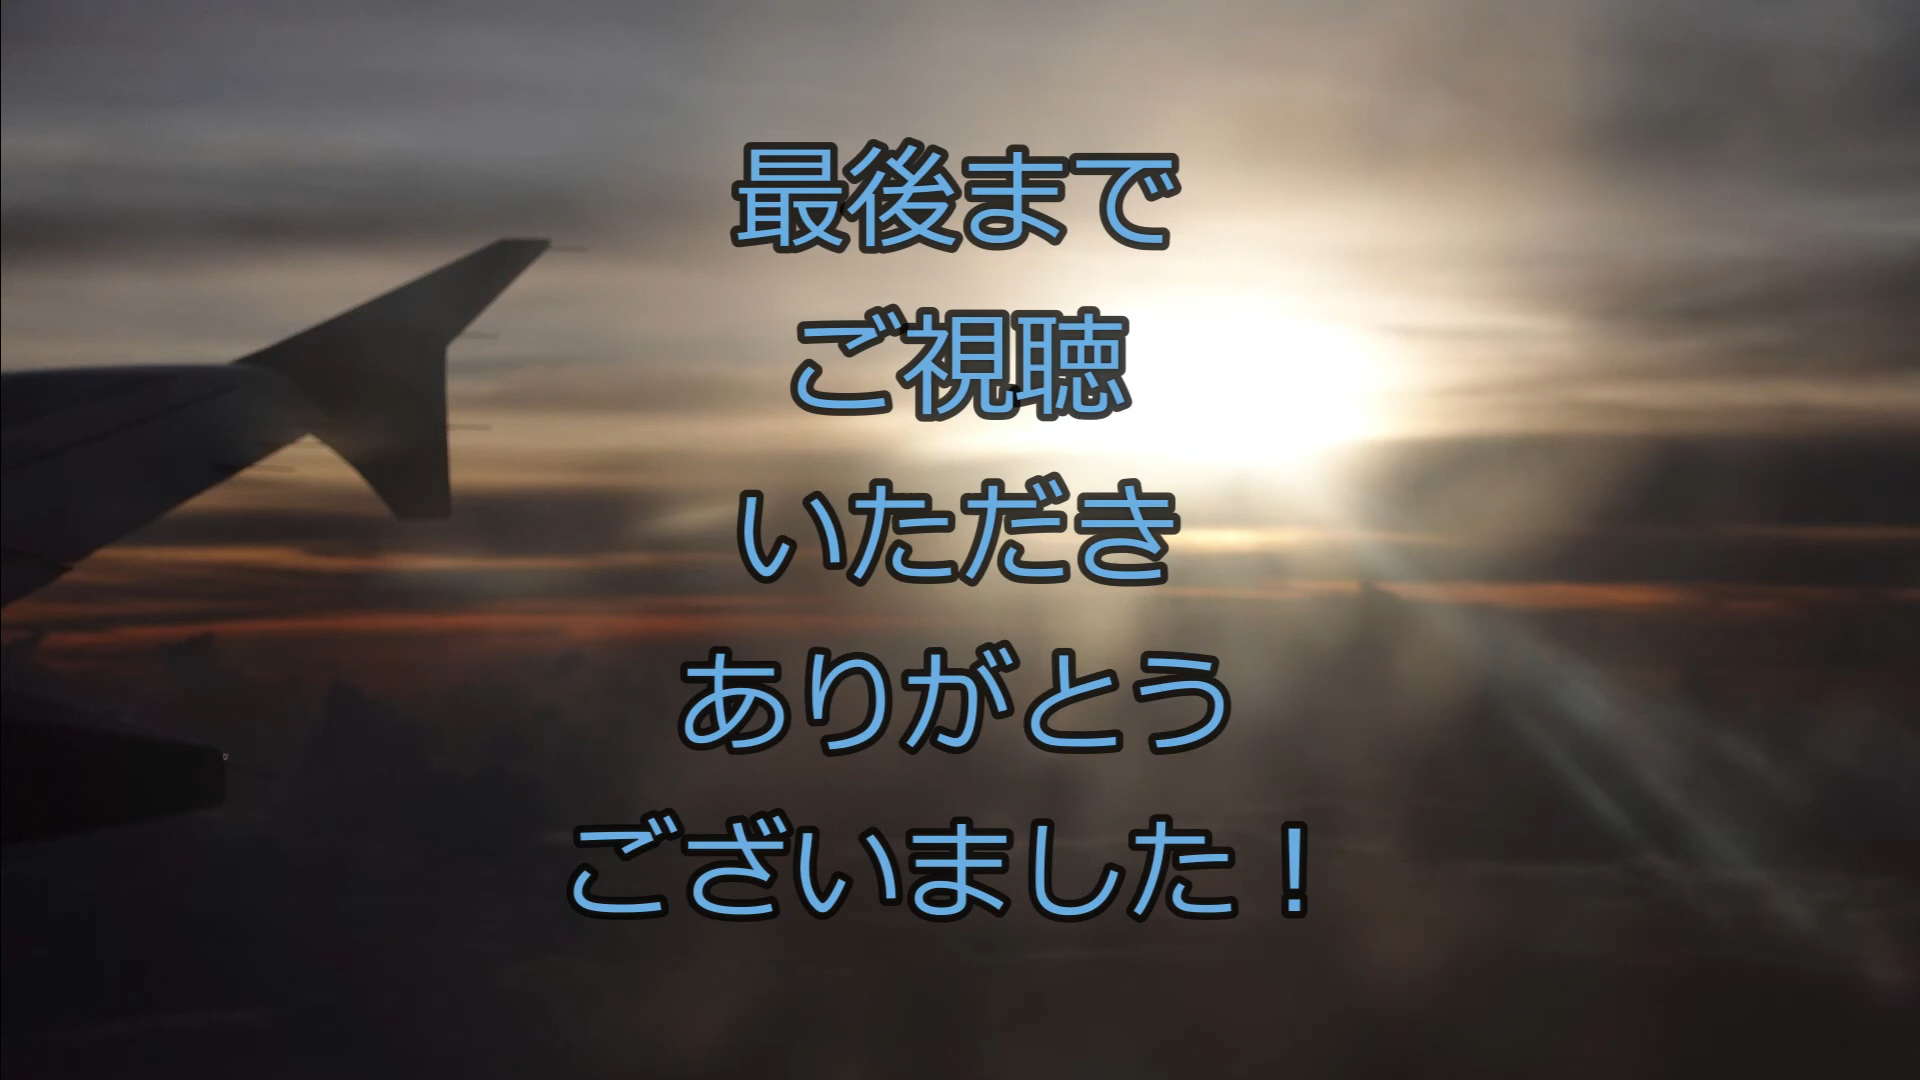 最後まで
ご視聴
いただき
ありがとう
ございました！